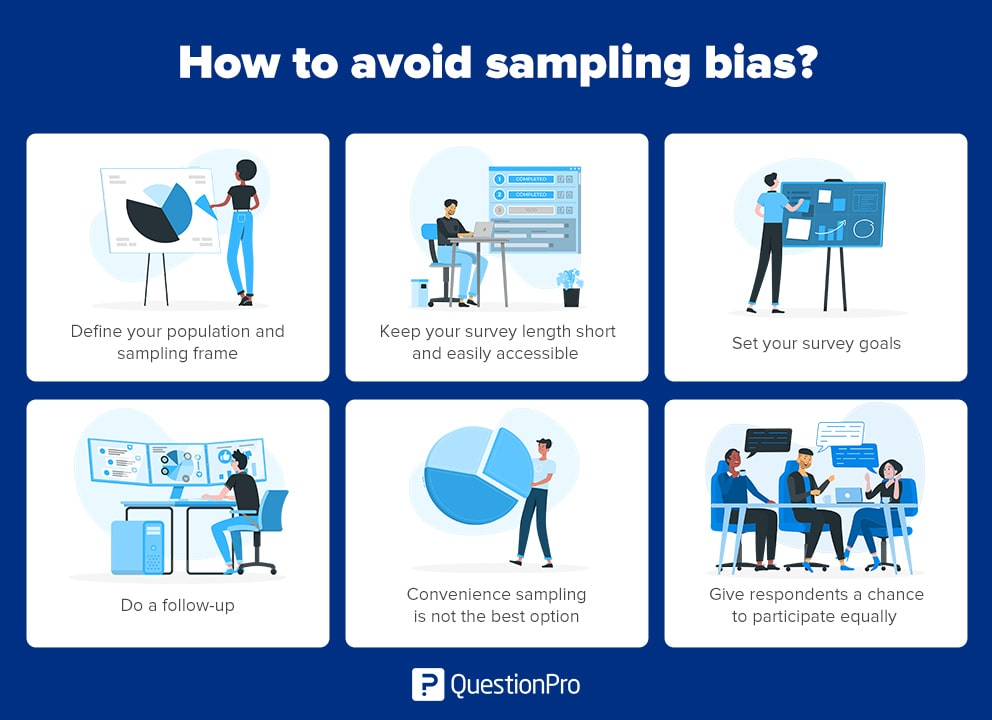 How to avoid sampling bias?
Define your population and
sampling frame
1 COMPLETED
2 COMPLETED
3
Keep your survey length short
and easily accessible
Set your survey goals
Do a follow-up
Convenience sampling
is not the best option
Give respondents a chance
to participate equally
QuestionPro